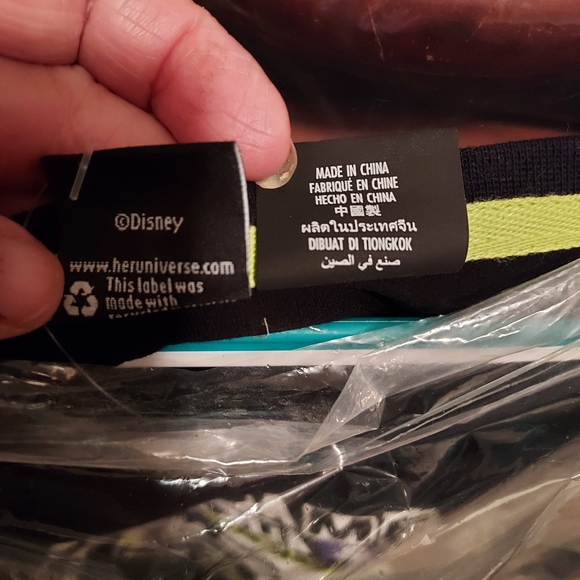 ©Disney
www.heruniverse.com
This label was
made with
recycled
MADE IN CHINA
FABRIQUÉ EN CHINE
HECHO EN CHINA
中國製
ผลิตในประเทศจีน
DIBUAT DI TIONGKOK
صنع في الصين